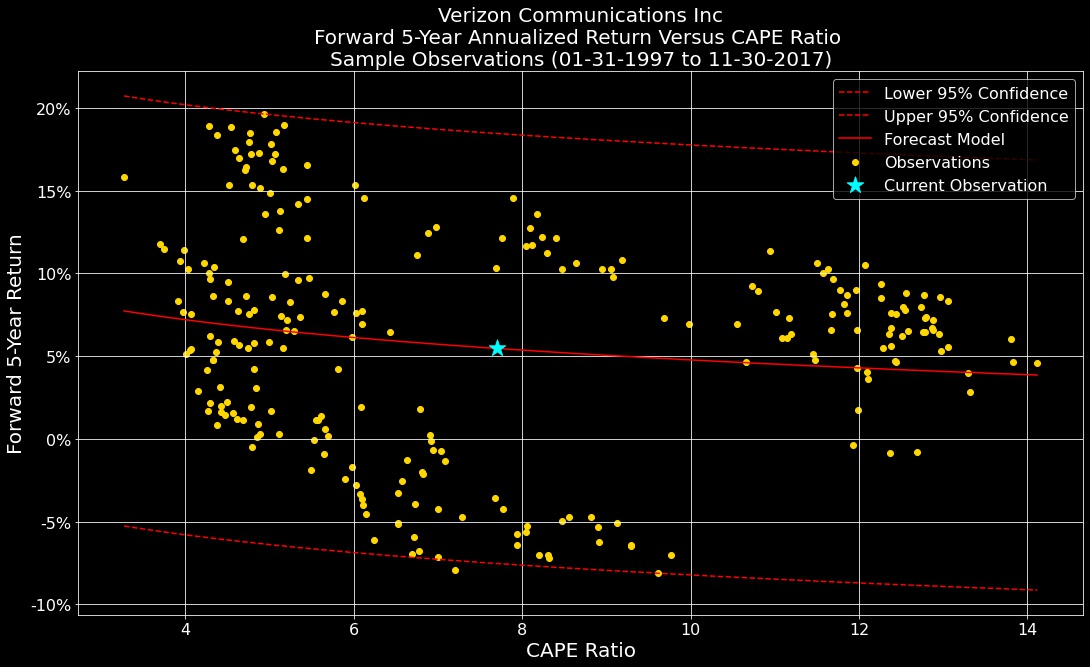 Verizon Communications Inc
Forward 5-Year Annualized Return Versus CAPE Ratio
Sample Observations (01-31-1997 to 11-30-2017)
Lower 95% Confidence
Upper 95% Confidence
Forecast Model
Observations
Current Observation
Forward 5-Year Return
20%
15%
10%
5%
0%
-5%
-10%
4 6 8 10 12 14
CAPE Ratio